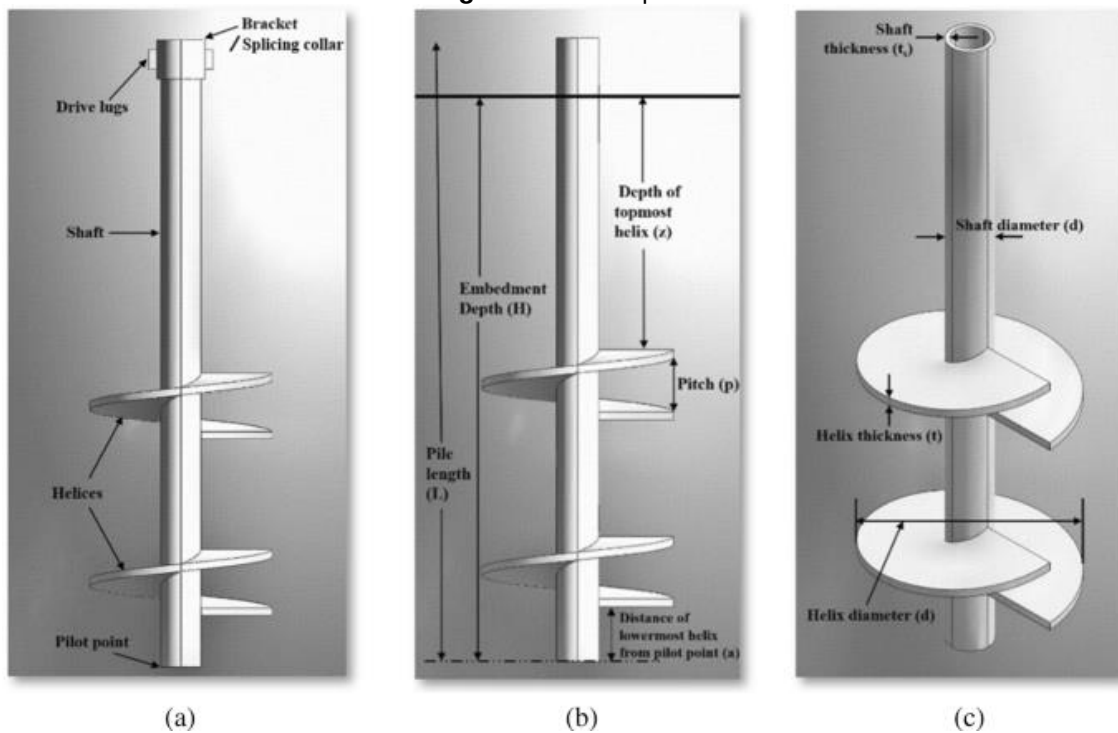 Bracket
/ Splicing collar
Drive lugs
Shaft
Helices
Pilot point
(a)
Depth of
topmost
helix (z)
Embedment
Depth (H)
Pitch (p)
Pile
length
(L)
Distance of
lowermost helix
from pilot point (a)
(b)
Shaft
thickness (t
Shaft diameter (d)
Helix thickness (t)
Helix diameter (d)
(c)